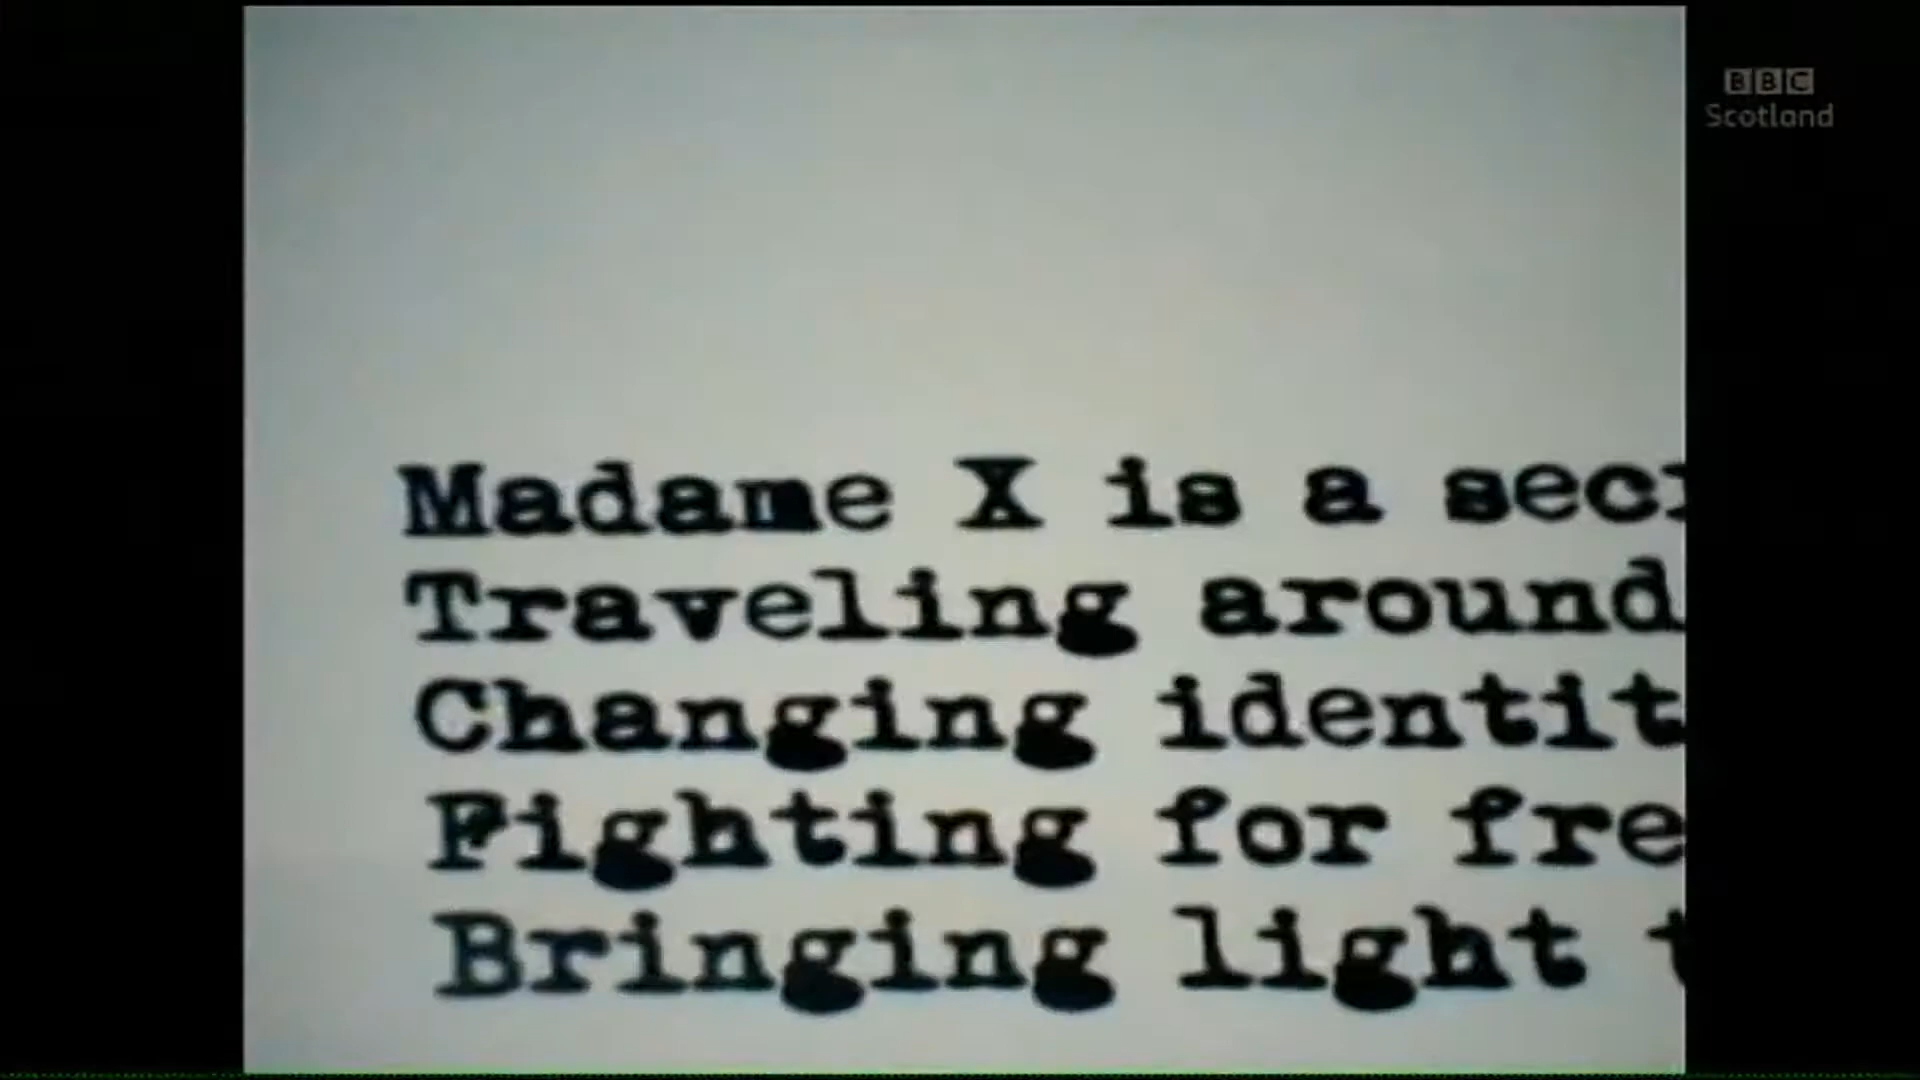 BBC
Scotland
Madame X is a sec
Traveling around
Changing identit
Fighting for fre
Bringing light t